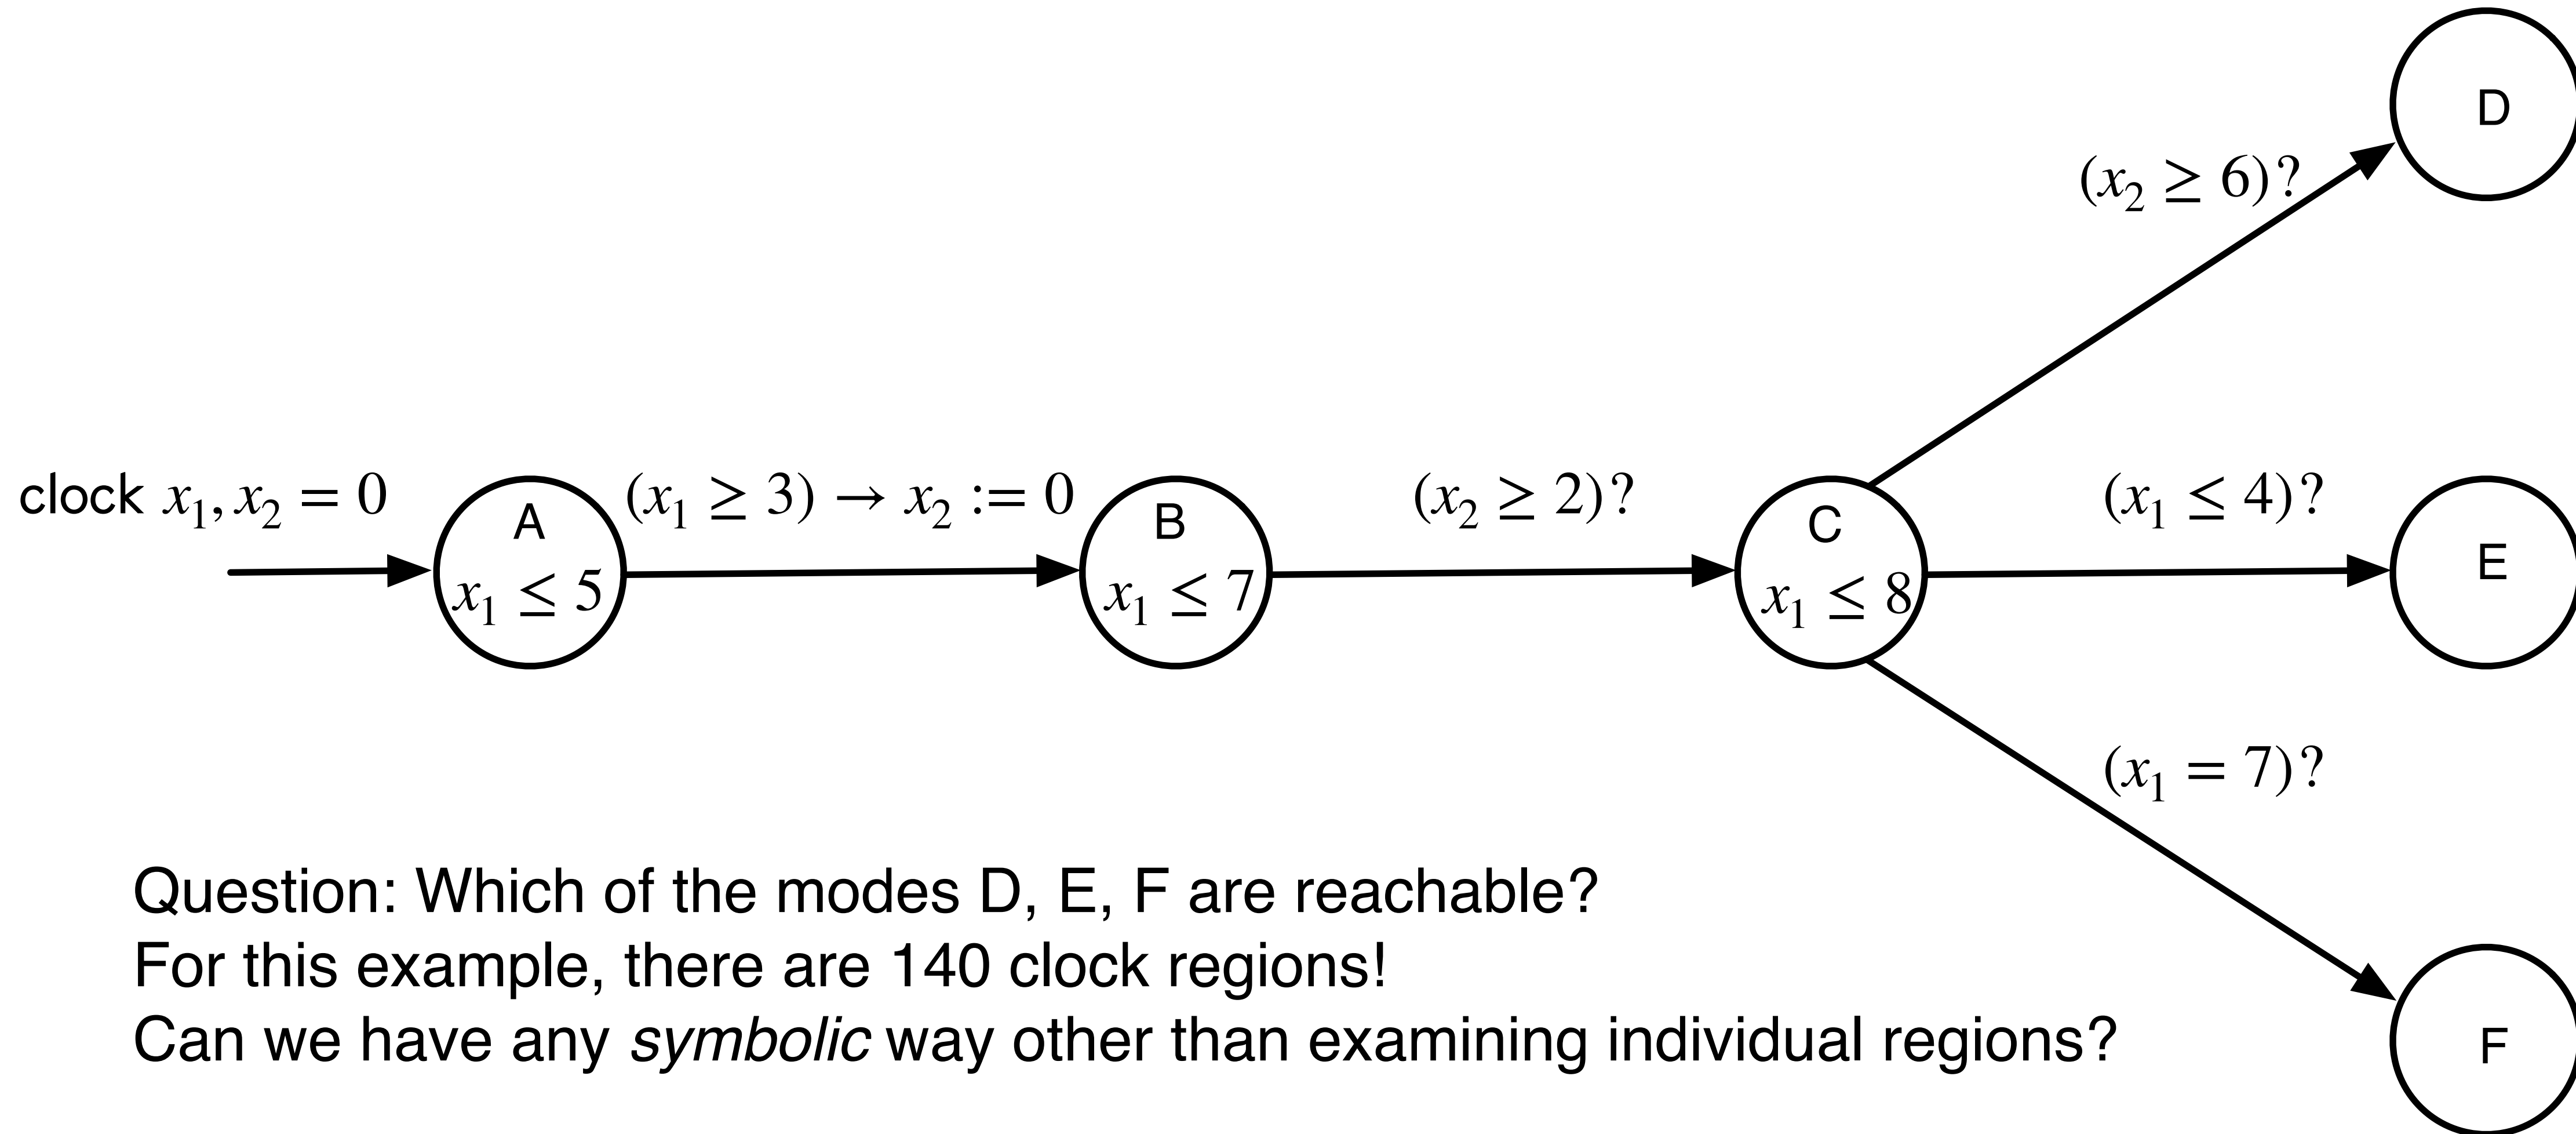 D
(x₂ ≥ 6)?
clock x₁, x₂ = 0
(x₁ ≥ 3) → x₂ := 0
(x₂ ≥ 2)?
(x₁ ≤ 4)?
A
x₁ ≤ 5
B
x₁ ≤ 7
C
x₁ ≤ 8
E
(x₁ = 7)?
F
Question: Which of the modes D, E, F are reachable?
For this example, there are 140 clock regions!
Can we have any symbolic way other than examining individual regions?